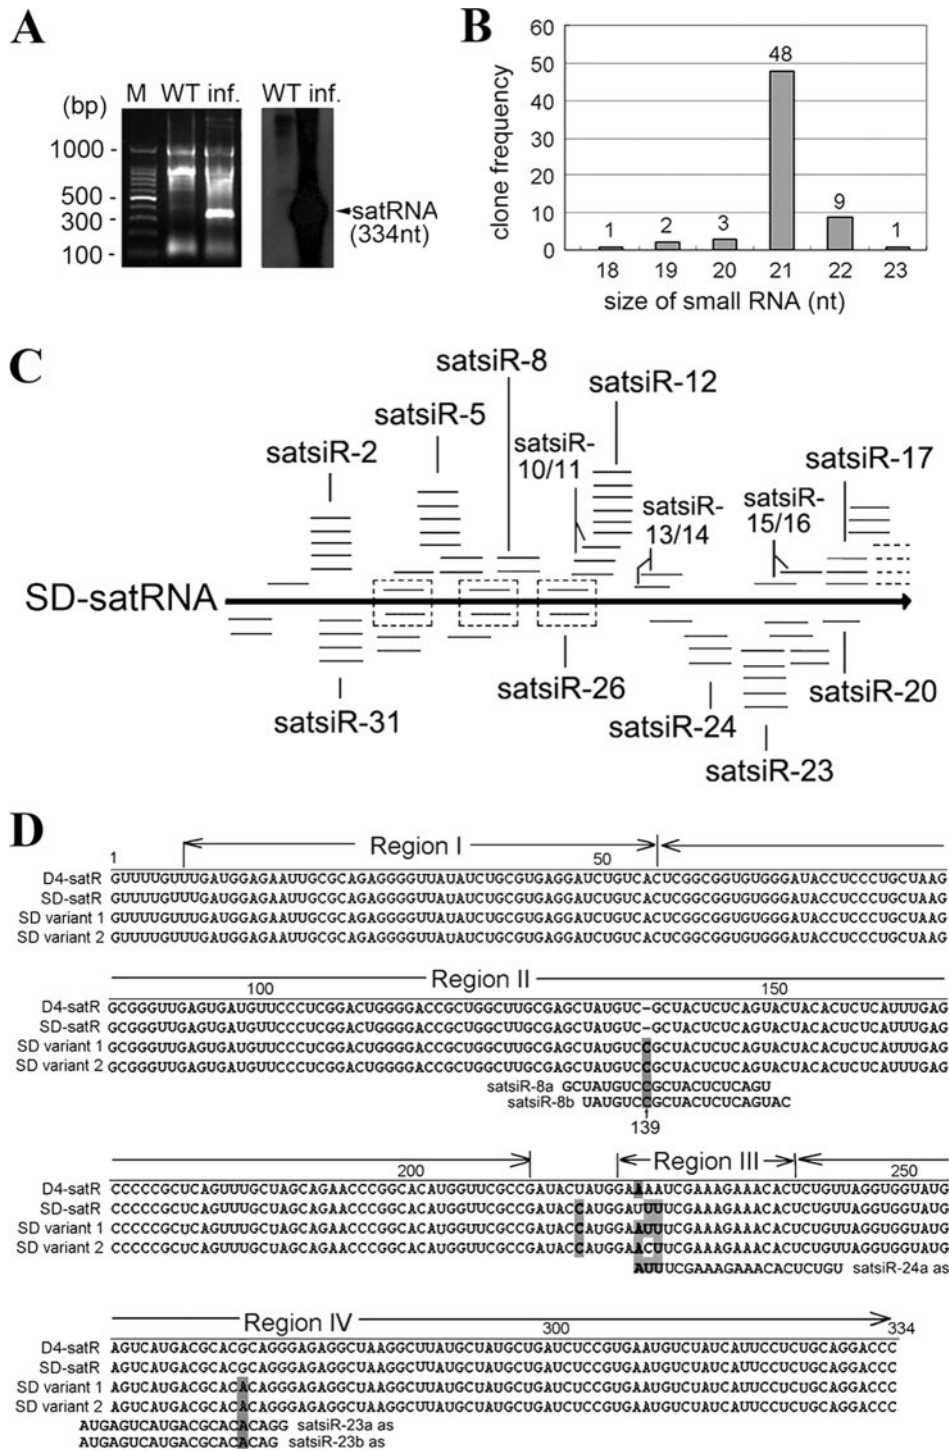 A
B
(bp)
M WT inf.
WT inf.
1000 -
500 -
300 -
100 -
satRNA
(334nt)
clone frequency
60
50
40
30
20
10
0
1
2
3
48
9
1
18 19 20 21 22 23
size of small RNA (nt)
C
satsiR-8
satsiR-12
satsiR-5
satsiR-
10/11
satsiR-2
satsiR-17
satsiR-
13/14
satsiR-
15/16
SD-satRNA
satsiR-26
satsiR-20
satsiR-31
satsiR-24
satsiR-23
D
Region I
1 50
D4-satR GUUUUGUUUGAUGGAGAAUUGCGCAGAGGGGUUAUAUCUGCGUGAGGAUCUGUCACUCGGCGGUGUGGGAUACCUCCCUGCUAAG
SD-satR GUUUUGUUUGAUGGAGAAUUGCGCAGAGGGGUUAUAUCUGCGUGAGGAUCUGUCACUCGGCGGUGUGGGAUACCUCCCUGCUAAG
SD variant 1 GUUUUGUUUGAUGGAGAAUUGCGCAGAGGGGUUAUAUCUGCGUGAGGAUCUGUCACUCGGCGGUGUGGGAUACCUCCCUGCUAAG
SD variant 2 GUUUUGUUUGAUGGAGAAUUGCGCAGAGGGGUUAUAUCUGCGUGAGGAUCUGUCACUCGGCGGUGUGGGAUACCUCCCUGCUAAG
Region II
100 150
D4-satR GCGGGUUGAGUGAUGUUCCCUCGGACUGGGGACCGCUGGCUUGCGAGCUAUGUC-GCUACUCUCAGUACUACACUCUCAUUUGAG
SD-satR GCGGGUUGAGUGAUGUUCCCUCGGACUGGGGACCGCUGGCUUGCGAGCUAUGUC-GCUACUCUCAGUACUACACUCUCAUUUGAG
SD variant 1 GCGGGUUGAGUGAUGUUCCCUCGGACUGGGGACCGCUGGCUUGCGAGCUAUGUCCGCUACUCUCAGUACUACACUCUCAUUUGAG
SD variant 2 GCGGGUUGAGUGAUGUUCCCUCGGACUGGGGACCGCUGGCUUGCGAGCUAUGUCCGCUACUCUCAGUACUACACUCUCAUUUGAG
satsiR-8a GCUAUGUCCGCUACUCUCAGU
satsiR-8b UAUGUCCGCUACUCUCAGUAC
139
Region III
200 250
D4-satR CCCCCGCUCAGUUUGCUAGCAGAACCCGGCACAUGGUUCGCCGAUACUAUGGAAAAUCGAAAGAAACACUCUGUUAGGUGGUAUG
SD-satR CCCCCGCUCAGUUUGCUAGCAGAACCCGGCACAUGGUUCGCCGAUACCAUGGAUUUUCGAAAGAAACACUCUGUUAGGUGGUAUG
SD variant 1 CCCCCGCUCAGUUUGCUAGCAGAACCCGGCACAUGGUUCGCCGAUACCAUGGAAUUUCGAAAGAAACACUCUGUUAGGUGGUAUG
SD variant 2 CCCCCGCUCAGUUUGCUAGCAGAACCCGGCACAUGGUUCGCCGAUACCAUGGAACUUCGAAAGAAACACUCUGUUAGGUGGUAUG
AUUUCGAAAGAAACACUCUGU satsiR-24a as
Region IV
300 334
D4-satR AGUCAUGACGCACGCAGGGAGAGGCUAAGGCUUAUGCUAUGCUGAUCUCCGUGAAUGUCUAUCAUUCCUCUGCAGGACCC
SD-satR AGUCAUGACGCACGCAGGGAGAGGCUAAGGCUUAUGCUAUGCUGAUCUCCGUGAAUGUCUAUCAUUCCUCUGCAGGACCC
SD variant 1 AGUCAUGACGCACACAGGGAGAGGCUAAGGCUUAUGCUAUGCUGAUCUCCGUGAAUGUCUAUCAUUCCUCUGCAGGACCC
SD variant 2 AGUCAUGACGCACACAGGGAGAGGCUAAGGCUUAUGCUAUGCUGAUCUCCGUGAAUGUCUAUCAUUCCUCUGCAGGACCC
AUGAGUCAUGACGCACACAGG satsiR-23a as
AUGAGUCAUGACGCACACAG satsiR-23b as